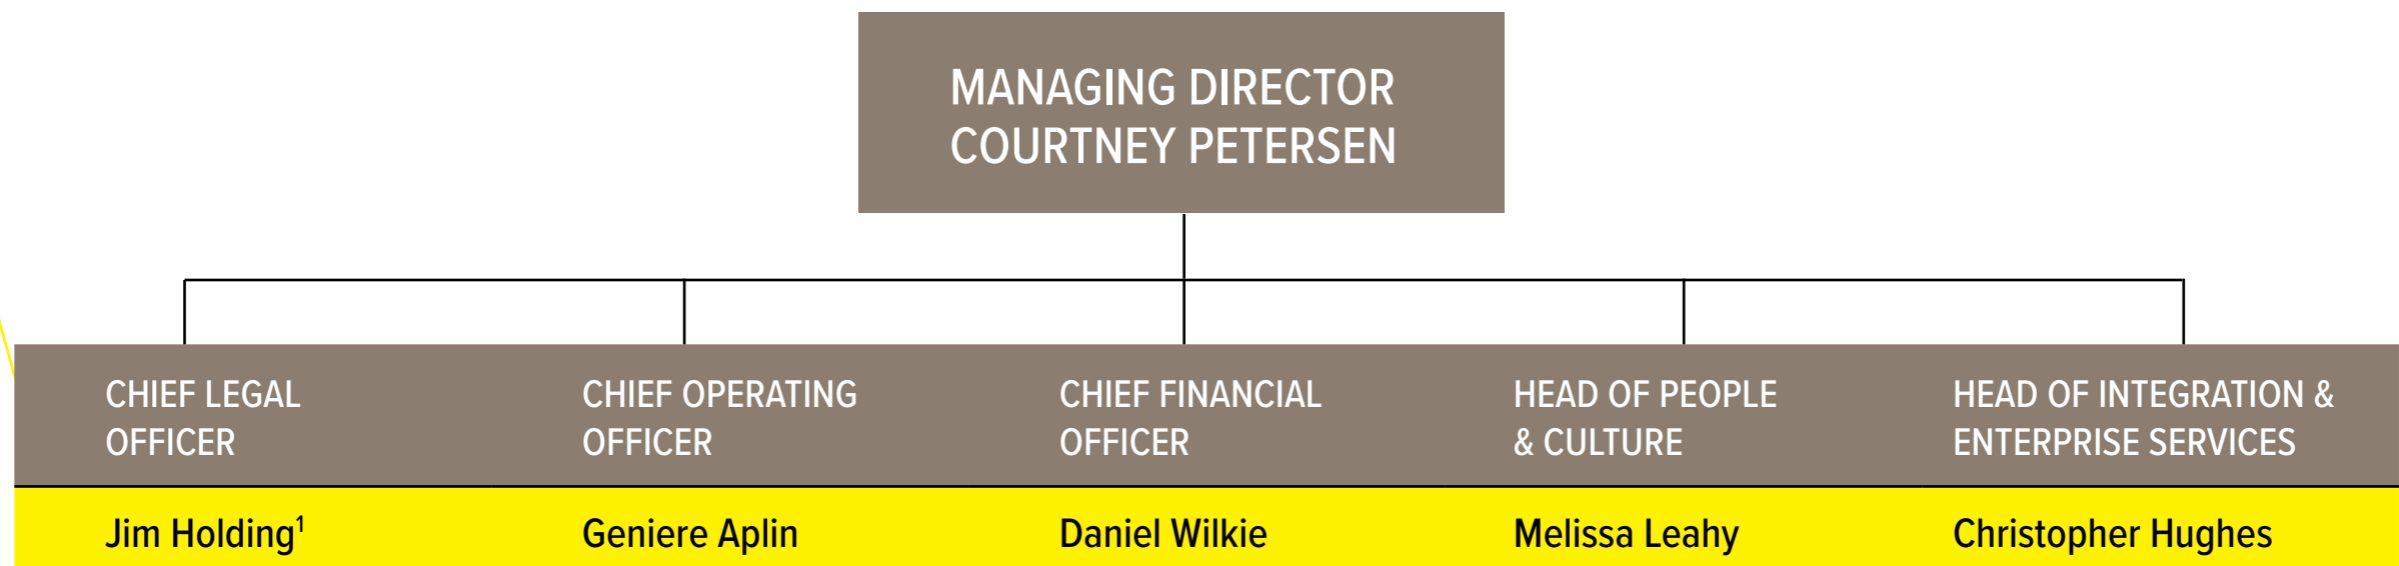 MANAGING DIRECTOR
COURTNEY PETERSEN
CHIEF LEGAL
OFFICER
CHIEF OPERATING
OFFICER
CHIEF FINANCIAL
OFFICER
HEAD OF PEOPLE
& CULTURE
HEAD OF INTEGRATION &
ENTERPRISE SERVICES
Jim Holding¹
Geniere Aplin
Daniel Wilkie
Melissa Leahy
Christopher Hughes